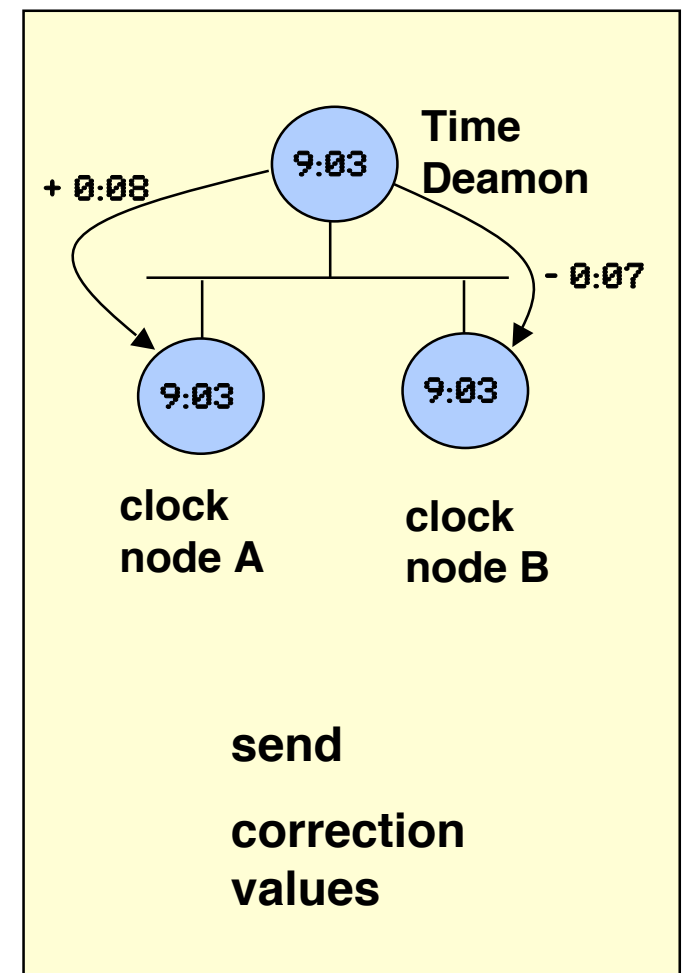 Time
Deamon
9:03
+ 0:08
- 0:07
9:03
9:03
clock
node A
clock
node B
send
correction
values